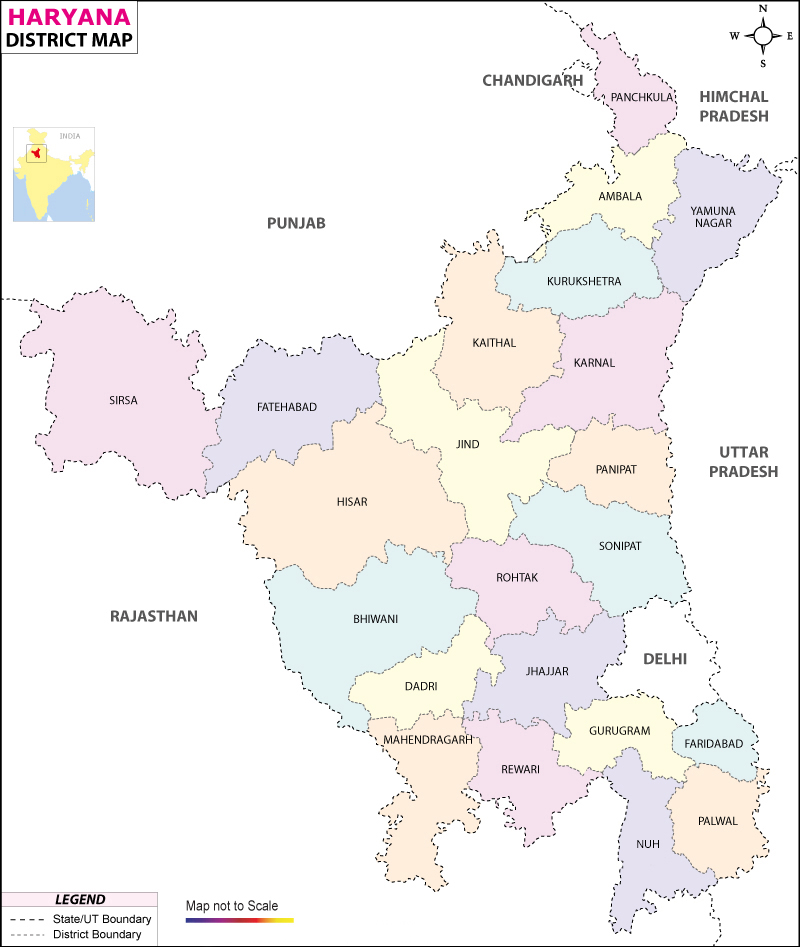 HARYANA
DISTRICT MAP
N
W
E
S
INDIA
CHANDIGARH
PANCHKULA
HIMCHAL
PRADESH
AMBALA
YAMUNA
NAGAR
PUNJAB
KURUKSHETRA
KAITHAL
KARNAL
SIRSA
FATEHABAD
JIND
UTTAR
PRADESH
PANIPAT
HISAR
SONIPAT
ROHTAK
RAJASTHAN
BHIWANI
DELHI
JHAJJAR
DADRI
GURUGRAM
MAHENDRAGARH
FARIDABAD
REWARI
PALWAL
NUH
LEGEND
State/UT Boundary
District Boundary
Map not to Scale